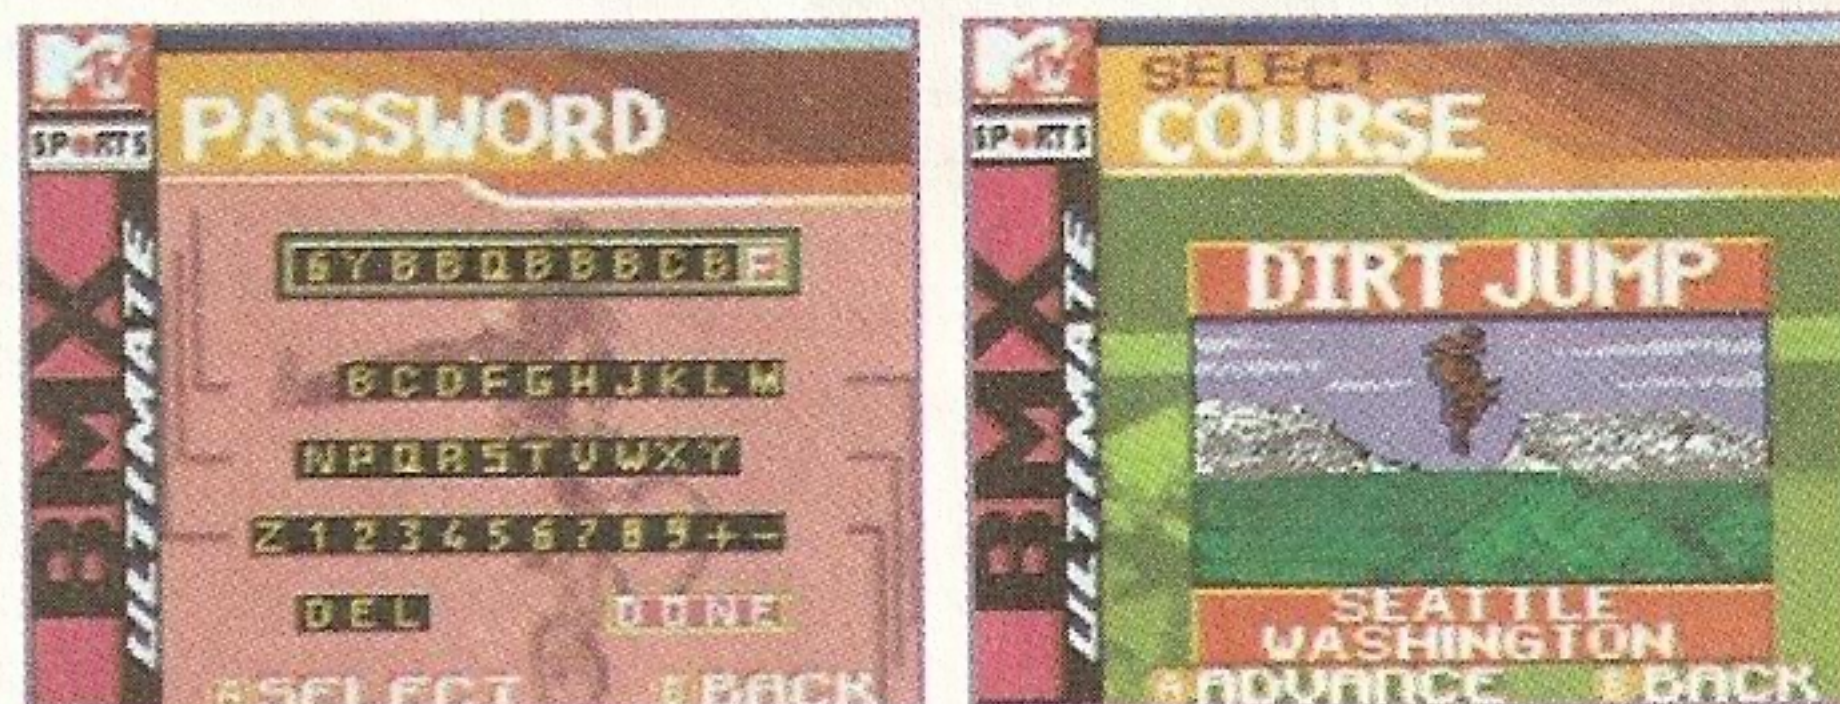 MTV
SPORTS
BMX
ULTIMATE
PASSWORD
6YBBQBBBCBF
BCDFGHJKLM
NPQRSTVWXY
Z123456789+-
DEL DONE
A SELECT B BACK
MTV
SPORTS
BMX
ULTIMATE
SELECT
COURSE
DIRT JUMP
SEATTLE
WASHINGTON
A ADVANCE B BACK